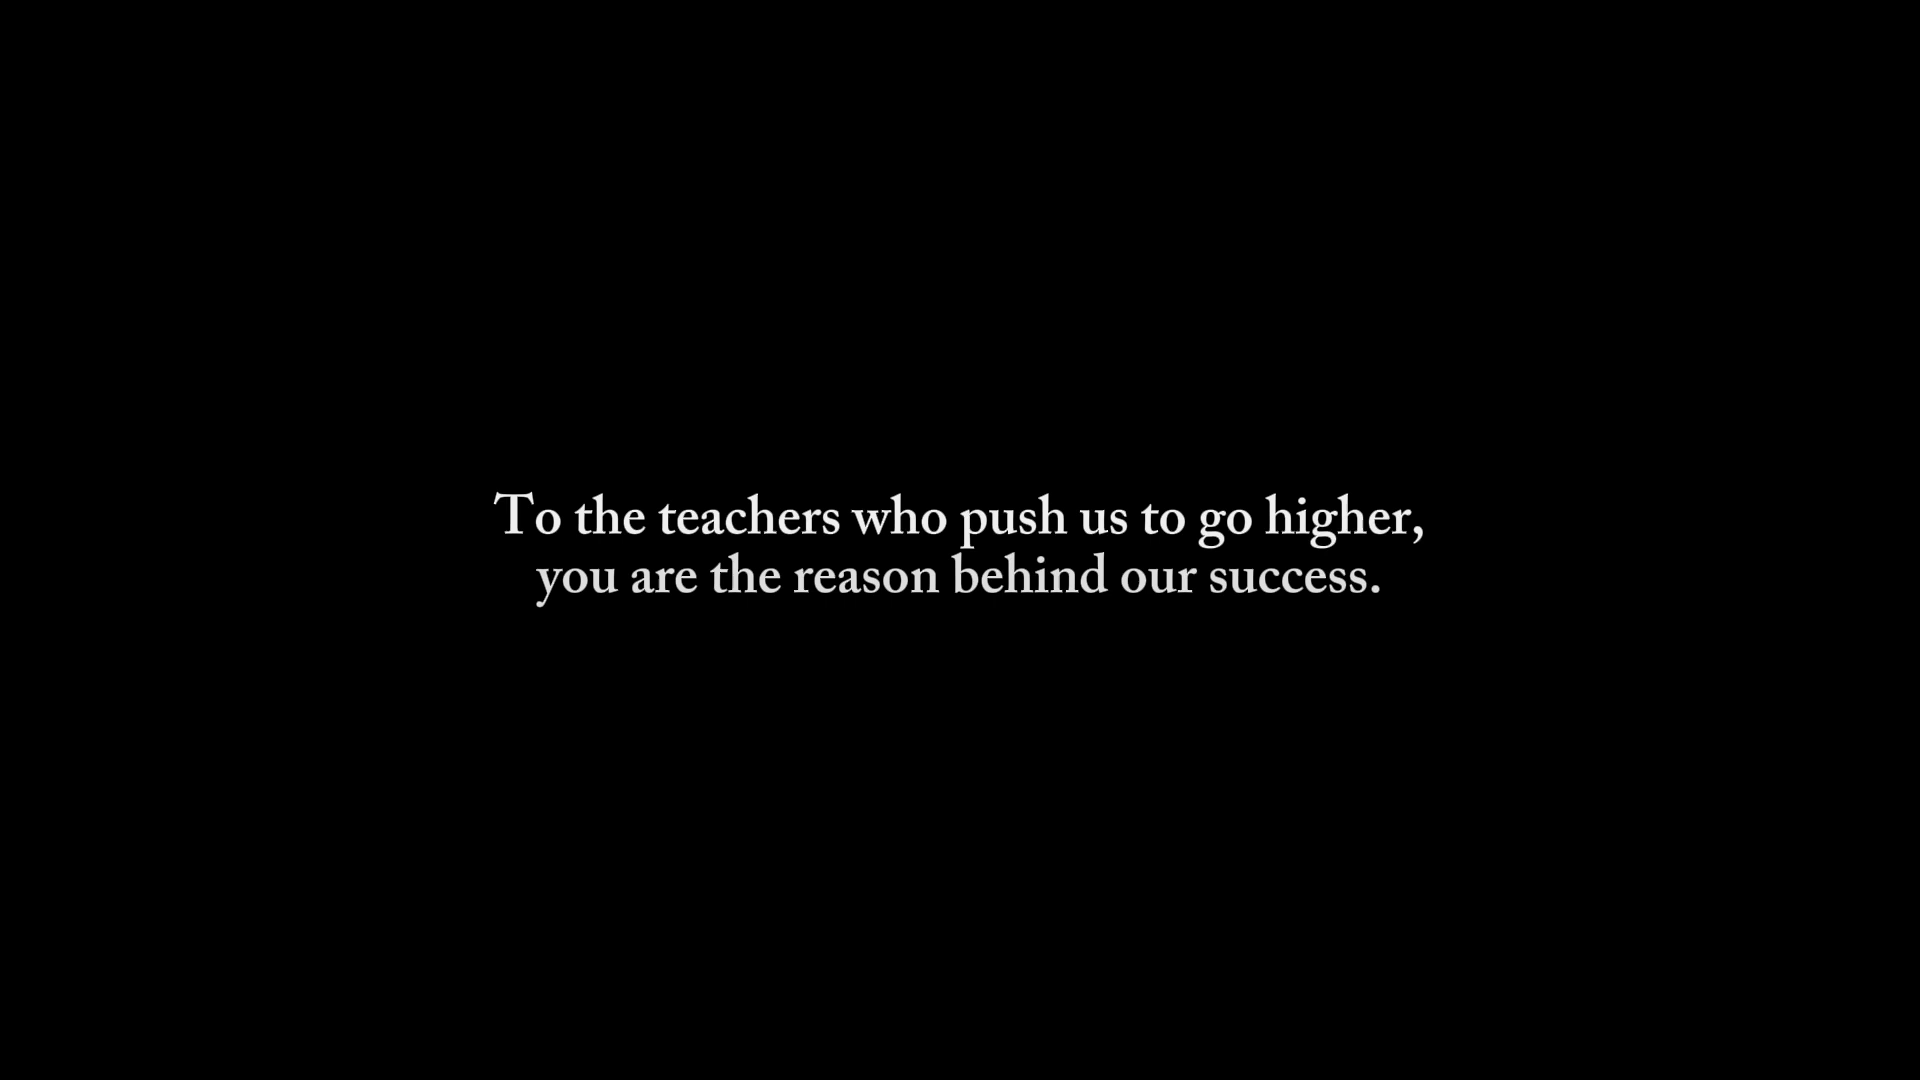 To the teachers who push us to go higher,
you are the reason behind our success.